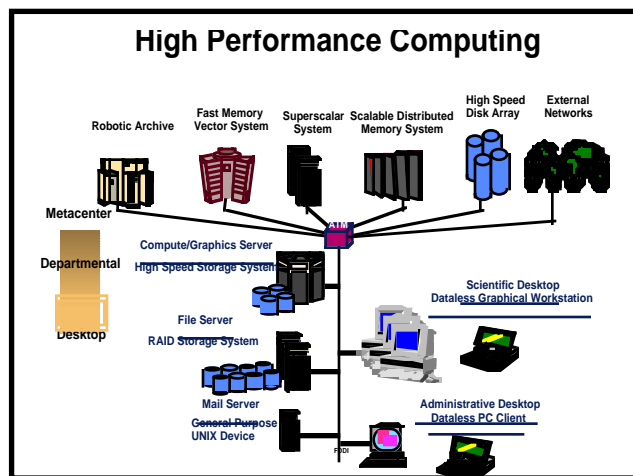 High Performance Computing
Robotic Archive
Fast Memory
Vector System
Superscalar
System
Scalable Distributed
Memory System
High Speed
Disk Array
External
Networks
ATM
Metacenter
Departmental
Desktop
Compute/Graphics Server
High Speed Storage System
File Server
RAID Storage System
Mail Server
General Purpose
UNIX Device
Scientific Desktop
Dataless Graphical Workstation
Administrative Desktop
Dataless PC Client
FDDI